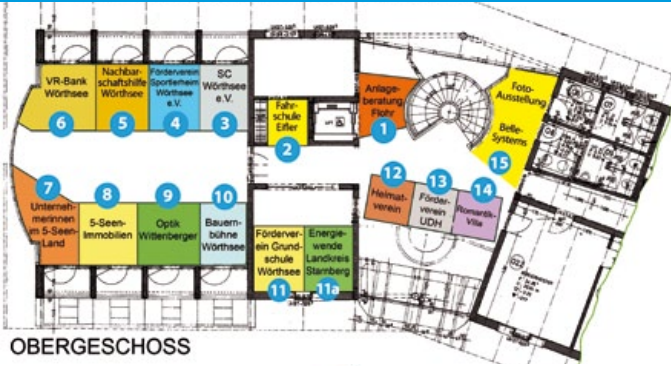 VR-Bank
Wörthsee
6
Nachbar-
schaftshilfe
Wörthsee
5
Förderverein
Sportlerheim
Wörthsee
e.V.
4
SC
Wörthsee
e.V.
3
Fahr-
schule
Eifler
2
Anlage-
beratung
Flohr
1
Foto-
Ausstellung
Belle-
Systems
15
7
Unterneh-
merinnen
im 5-Seen-
Land
8
5-Seen-
Immobilien
9
Optik
Wittenberger
10
Bauern-
bühne
Wörthsee
Förderver-
ein Grund-
schule
Wörthsee
11
Energie-
wende
Landkreis
Starnberg
11a
12
Heimat-
verein
13
Förder-
verein
UDH
14
Romantik-
Villa
OBERGESCHOSS